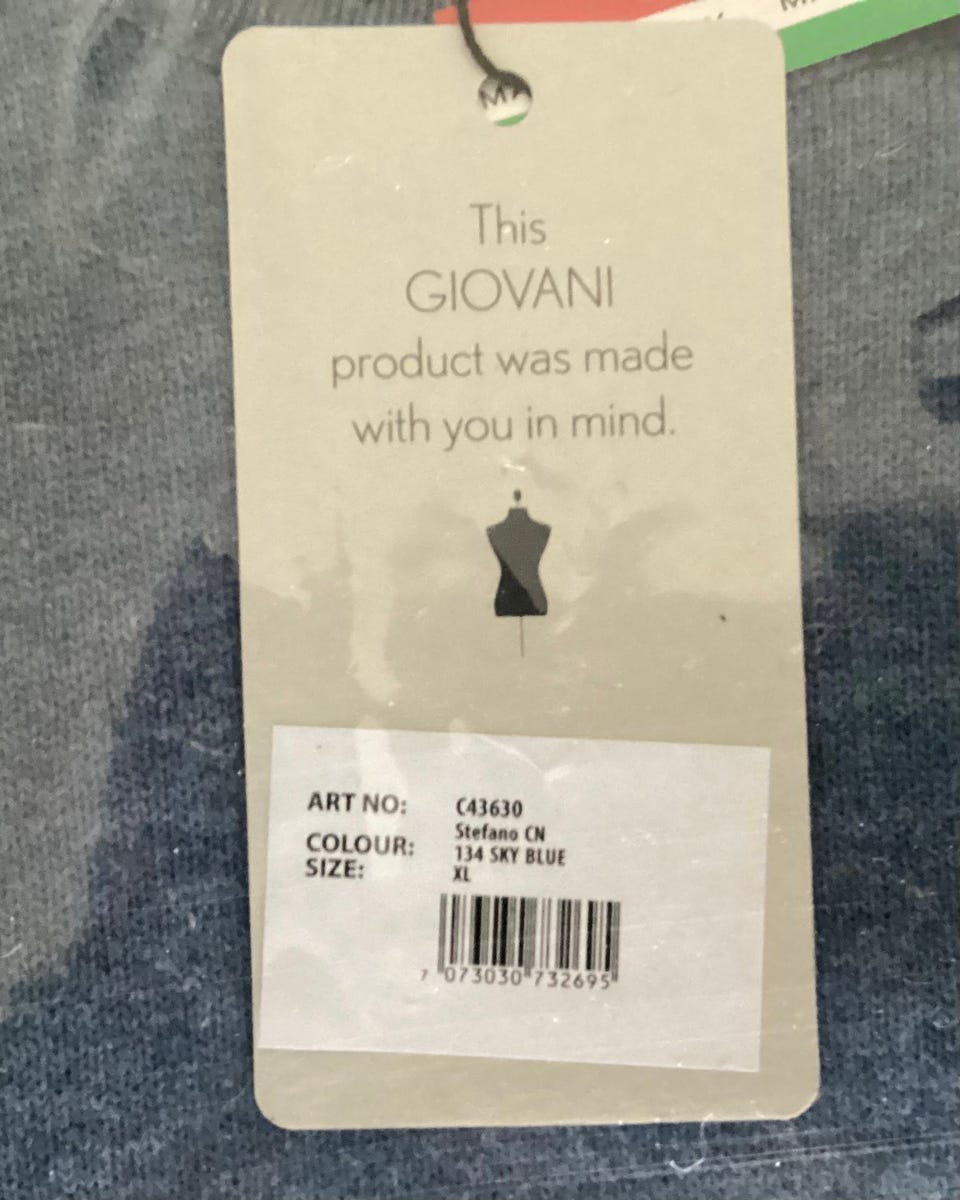 This
GIOVANI
product was made
with you in mind.
ART NO: C43630
Stefano CN
COLOUR: 134 SKY BLUE
SIZE: XL
7 073030 732695